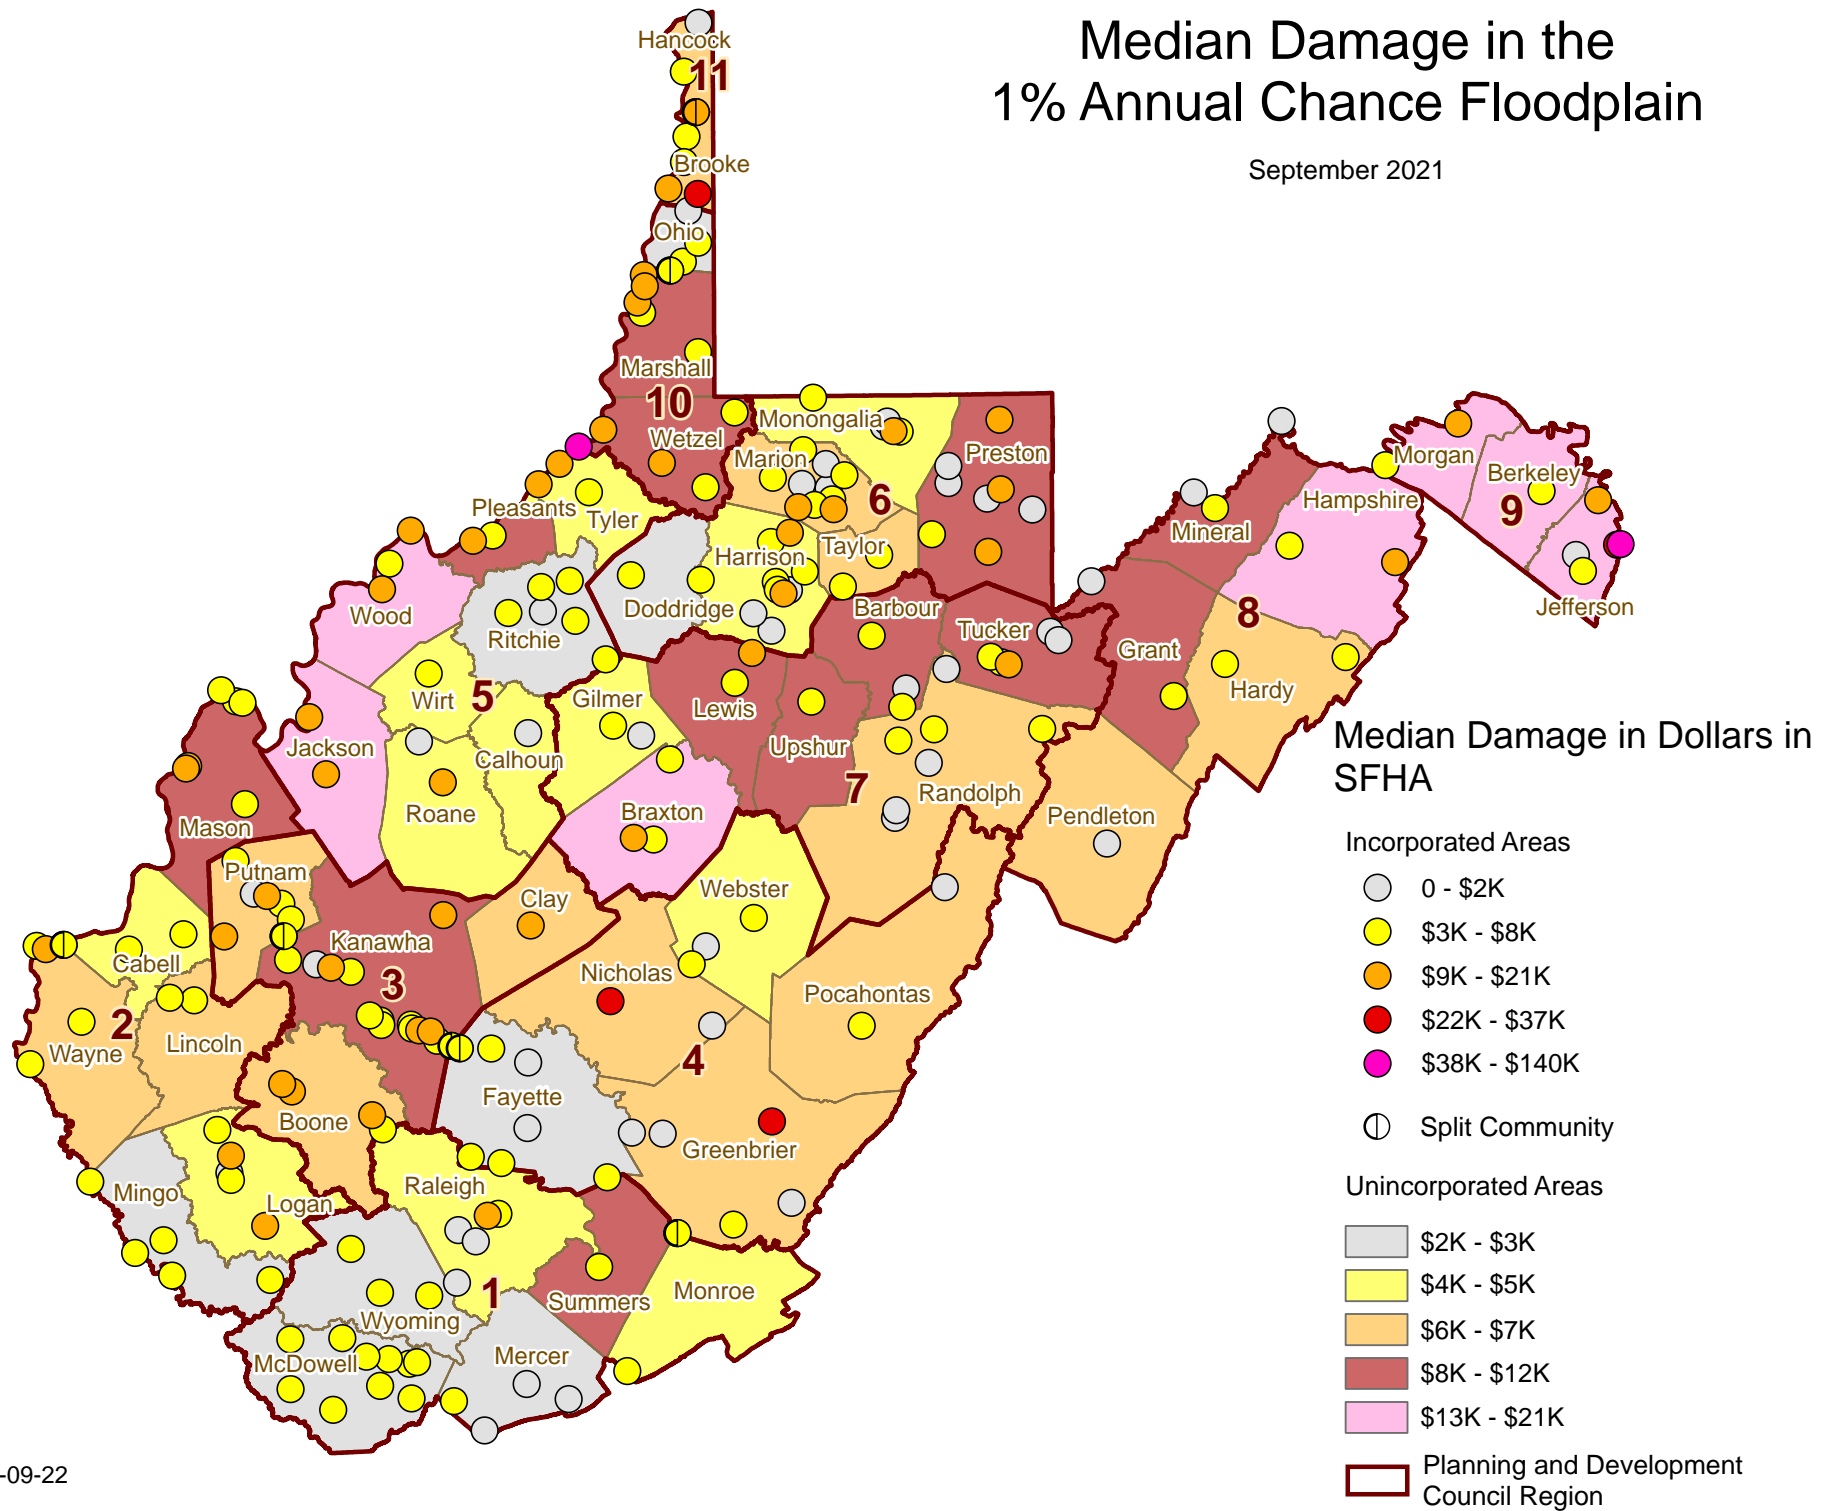 Median Damage in the
1% Annual Chance Floodplain
September 2021
Hancock
11
Brooke
Ohio
Marshall
10
Wetzel
Monongalia
Marion
Preston
6
Pleasants
Tyler
Harrison
Taylor
Morgan
Berkeley
9
Hampshire
Mineral
Jefferson
Wood
Ritchie
Doddridge
Barbour
Tucker
8
Grant
Hardy
Wirt
5
Gilmer
Lewis
Upshur
Jackson
Calhoun
7
Randolph
Roane
Braxton
Pendleton
Mason
Putnam
Clay
Webster
Kanawha
3
Cabell
Nicholas
Pocahontas
2
Wayne
Lincoln
4
Fayette
Boone
Greenbrier
Mingo
Logan
Raleigh
1
Summers
Monroe
Wyoming
McDowell
Mercer
Median Damage in Dollars in
SFHA
Incorporated Areas
0 - $2K
$3K - $8K
$9K - $21K
$22K - $37K
$38K - $140K
Split Community
Unincorporated Areas
$2K - $3K
$4K - $5K
$6K - $7K
$8K - $12K
$13K - $21K
Planning and Development
Council Region
-09-22